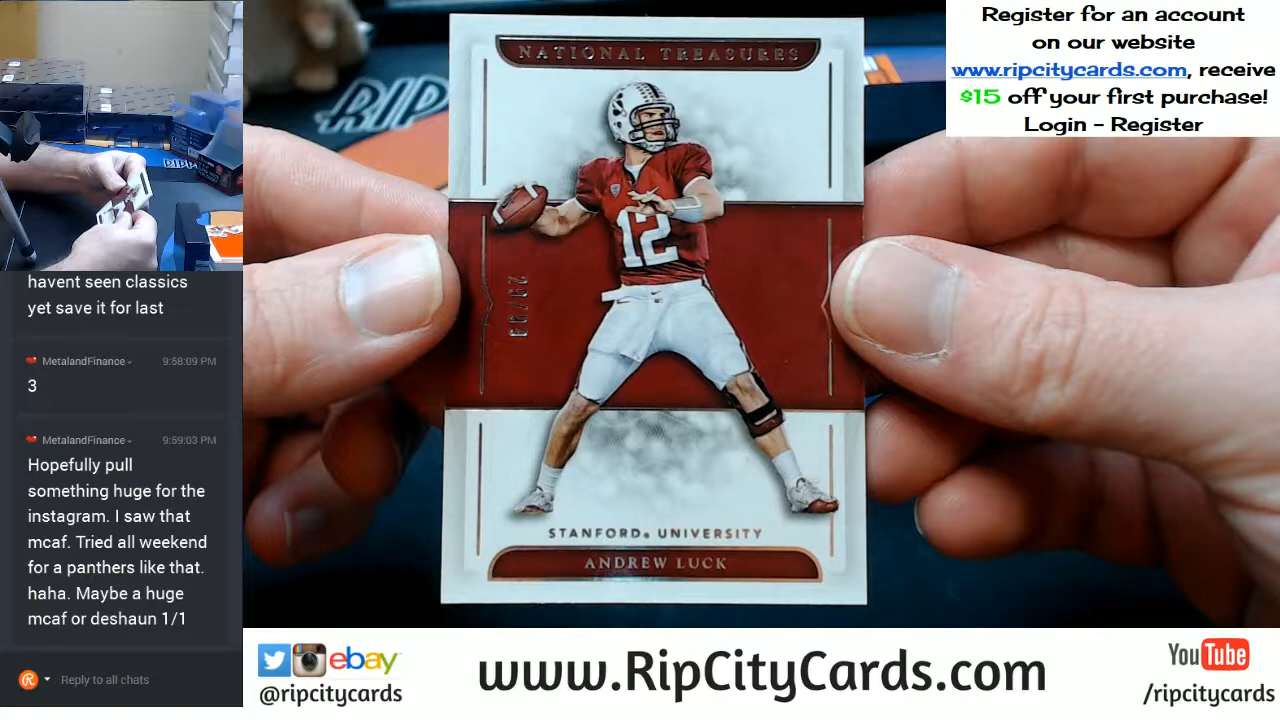 Register for an account
on our website
www.ripcitycards.com, receive
$15 off your first purchase!
Login - Register
NATIONAL TREASURES
RIP
12
29/99
STANFORD® UNIVERSITY
ANDREW LUCK
havent seen classics
yet save it for last
MetalandFinance
9:58:09 PM
3
MetalandFinance
9:59:03 PM
Hopefully pull
something huge for the
instagram. I saw that
mcaf. Tried all weekend
for a panthers like that.
haha. Maybe a huge
mcaf or deshaun 1/1
Reply to all chats
ebay
@ripcitycards
www.RipCityCards.com
YouTube
/ripcitycards